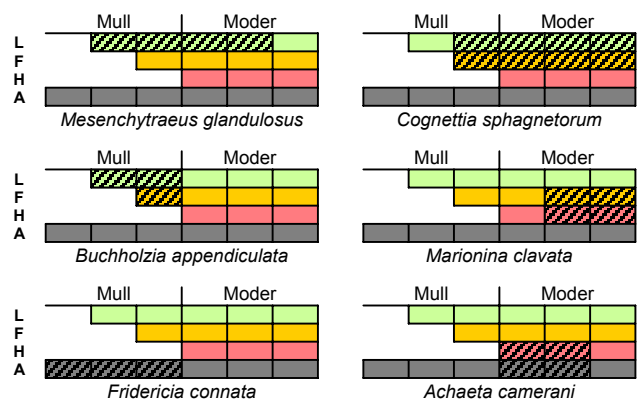 Mull Moder Mull Moder
L
F
H
A
Mesenchytraeus glandulosus Cognettia sphagnetorum
Mull Moder Mull Moder
L
F
H
A
Buchholzia appendiculata Marionina clavata
Mull Moder Mull Moder
L
F
H
A
Fridericia connata Achaeta camerani